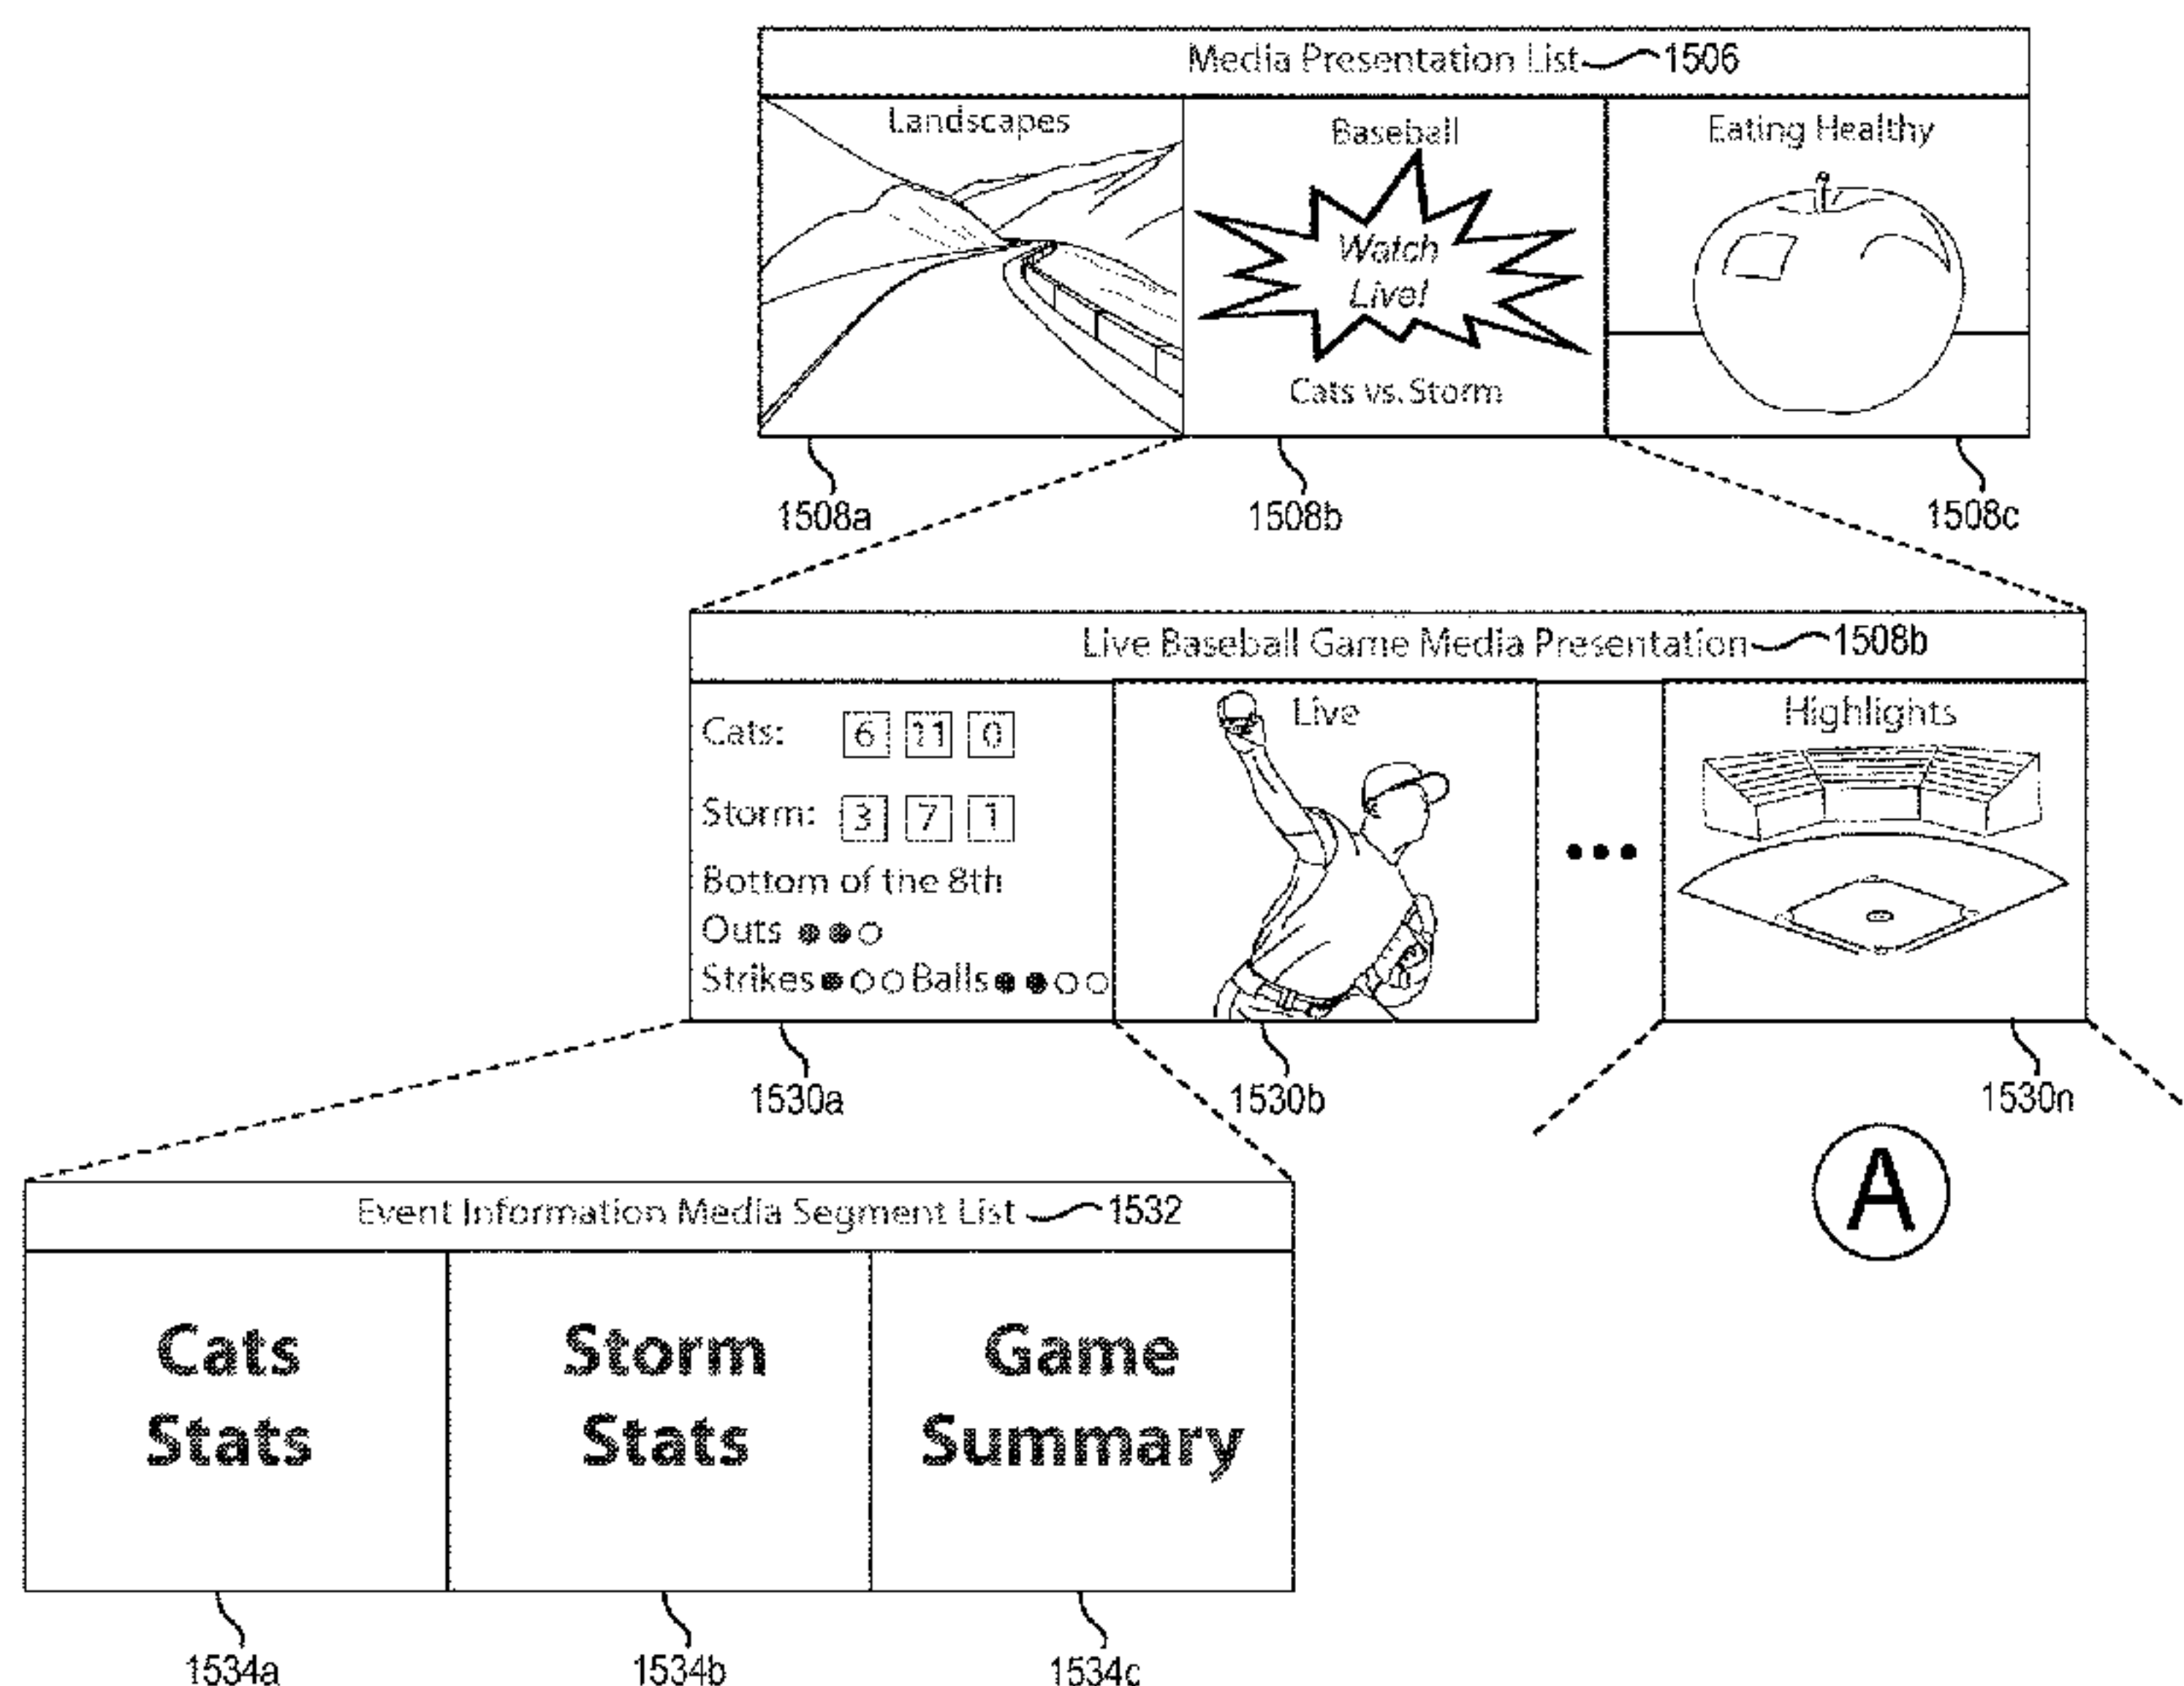 Media Presentation List 1506
Landscapes
Baseball
Eating Healthy
Watch
Live!
Cats vs. Storm
1508a
1508b
1508c
Live Baseball Game Media Presentation 1508b
Cats: 6 11 0
Storm: 3 7 1
Bottom of the 8th
Outs
Strikes Balls
Live
Highlights
1530a
1530b
1530n
A
Event Information Media Segment List 1532
Cats
Stats
Storm
Stats
Game
Summary
1534a
1534b
1534c